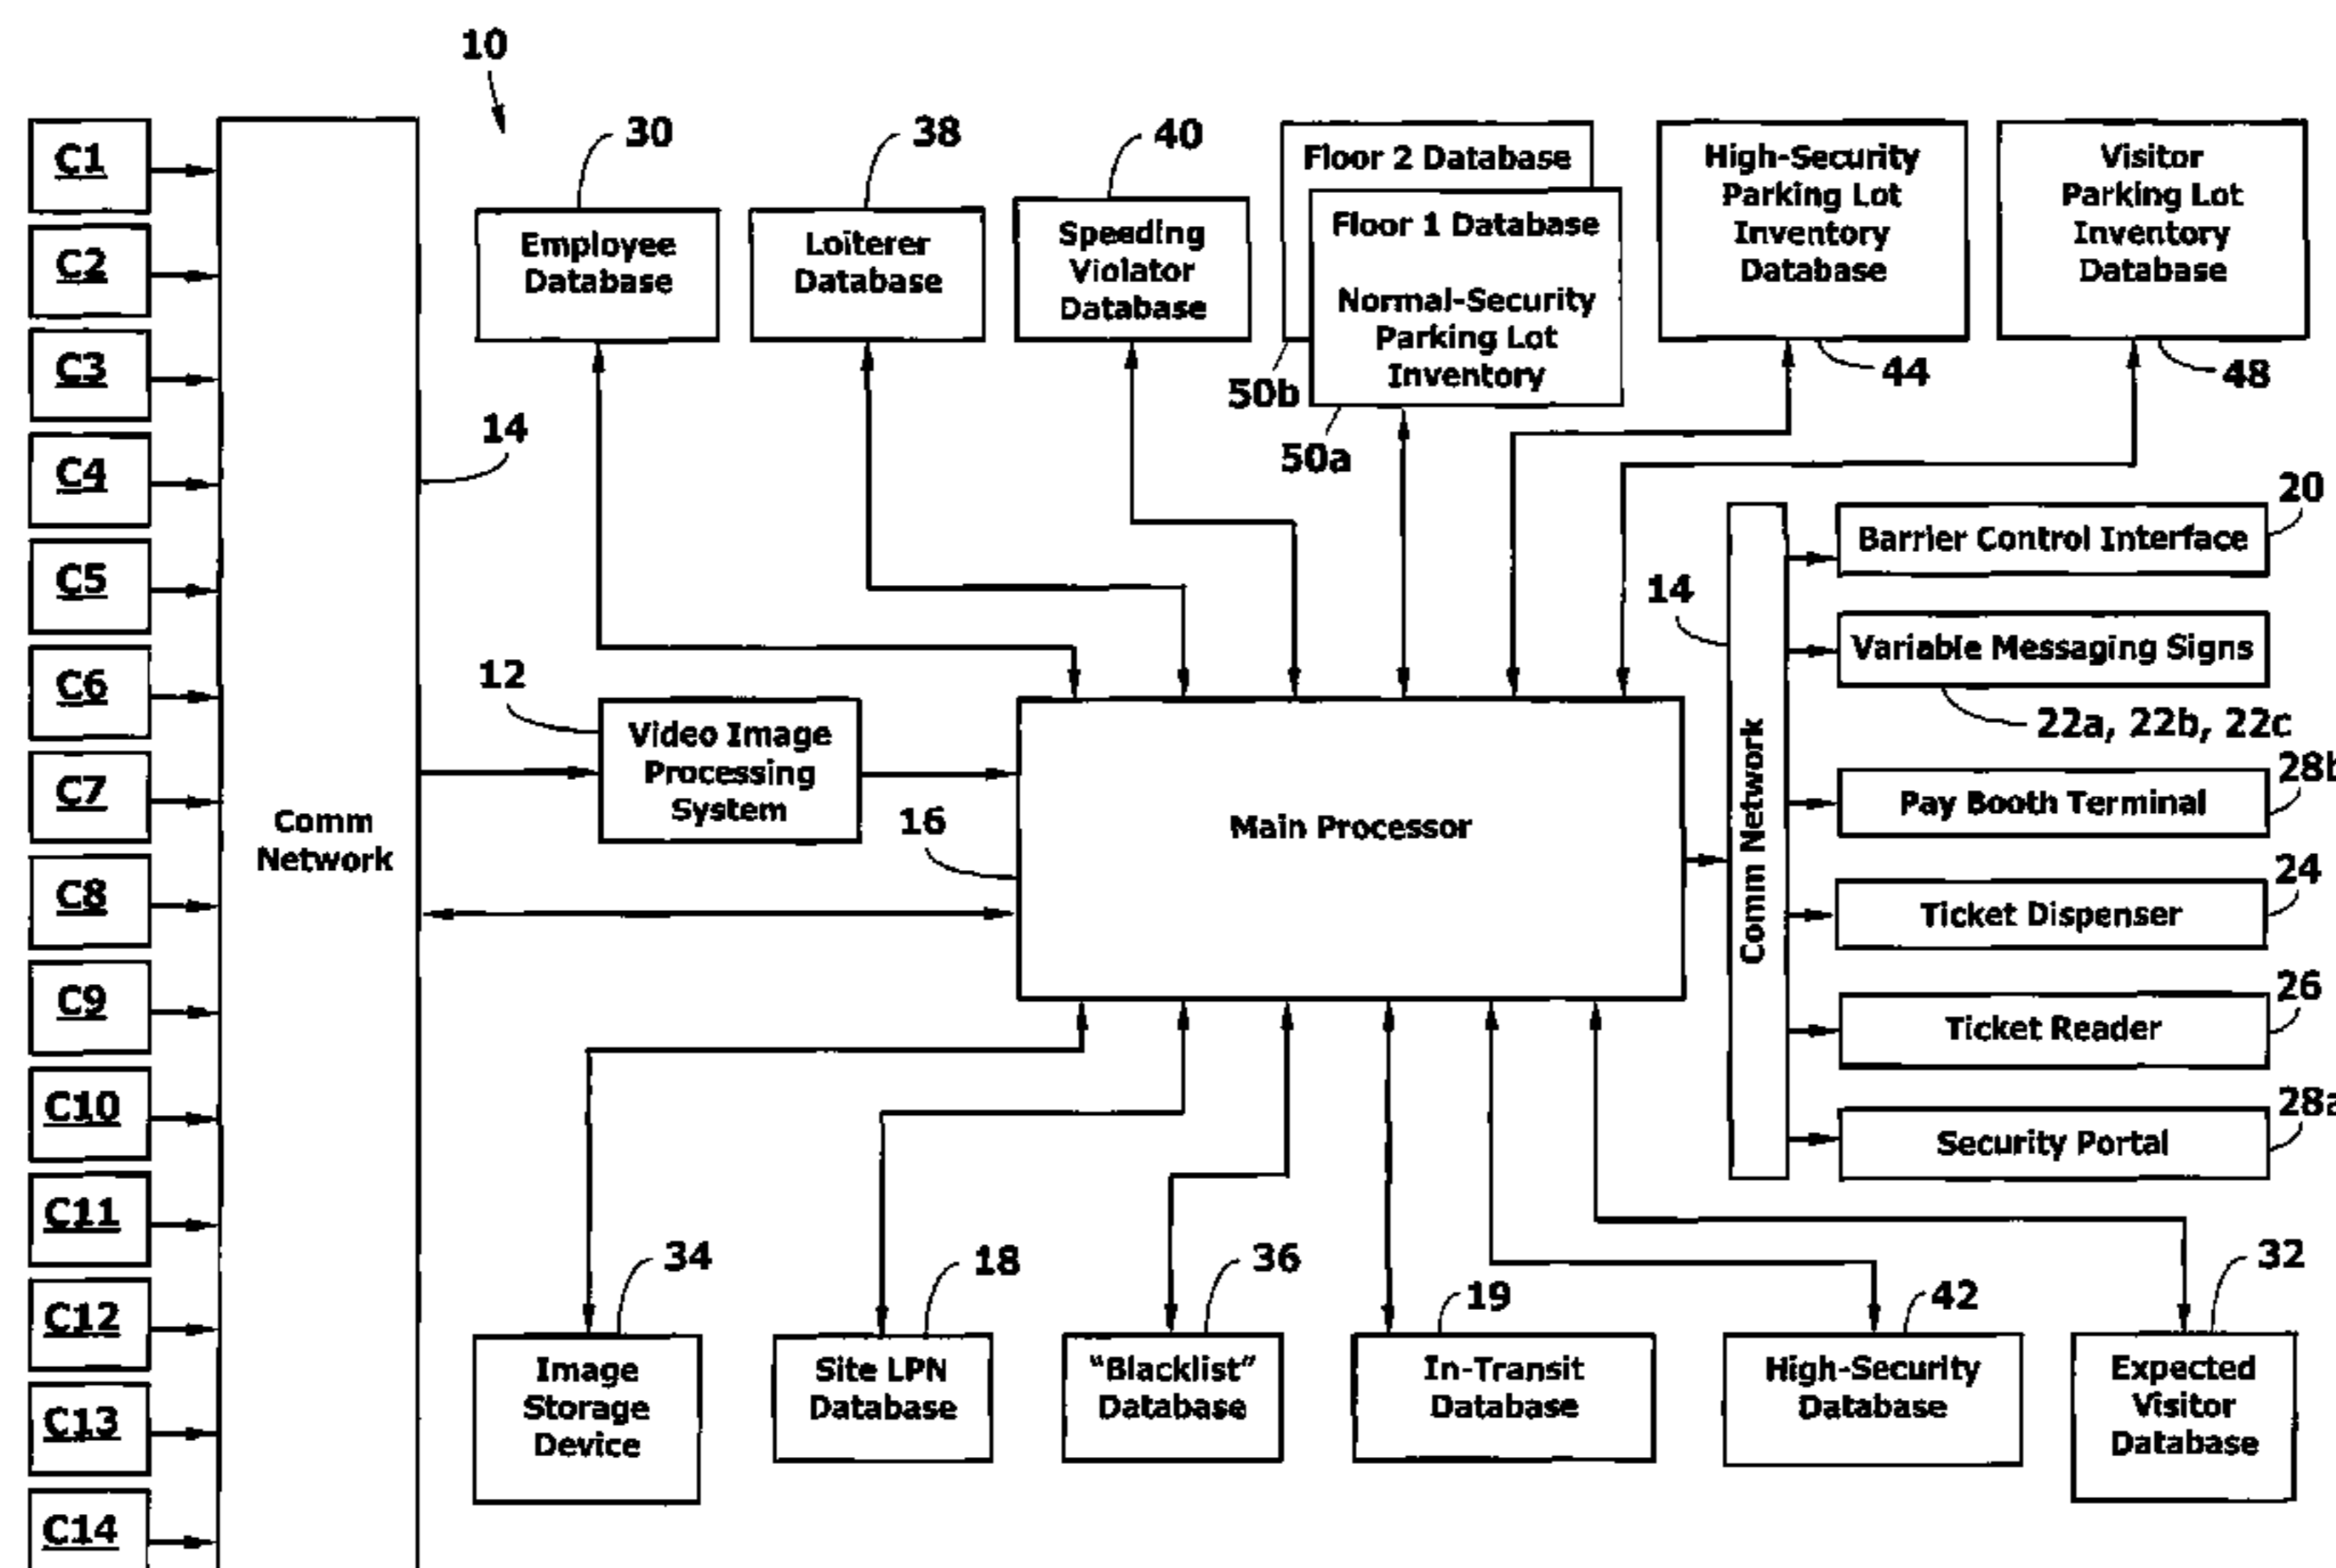 10
C1
C2
C3
C4
C5
C6
C7
C8
C9
C10
C11
C12
C13
C14
Comm
Network
14
30
Employee
Database
38
Loiterer
Database
40
Speeding
Violator
Database
Floor 2 Database
Floor 1 Database
Normal-Security
Parking Lot
Inventory
50b
50a
High-Security
Parking Lot
Inventory
Database
44
Visitor
Parking Lot
Inventory
Database
48
12
Video Image
Processing
System
16
Main Processor
14
Comm Network
20
Barrier Control Interface
Variable Messaging Signs
22a, 22b, 22c
28b
Pay Booth Terminal
24
Ticket Dispenser
26
Ticket Reader
28a
Security Portal
34
Image
Storage
Device
18
Site LPN
Database
36
“Blacklist”
Database
19
In-Transit
Database
42
High-Security
Database
32
Expected
Visitor
Database